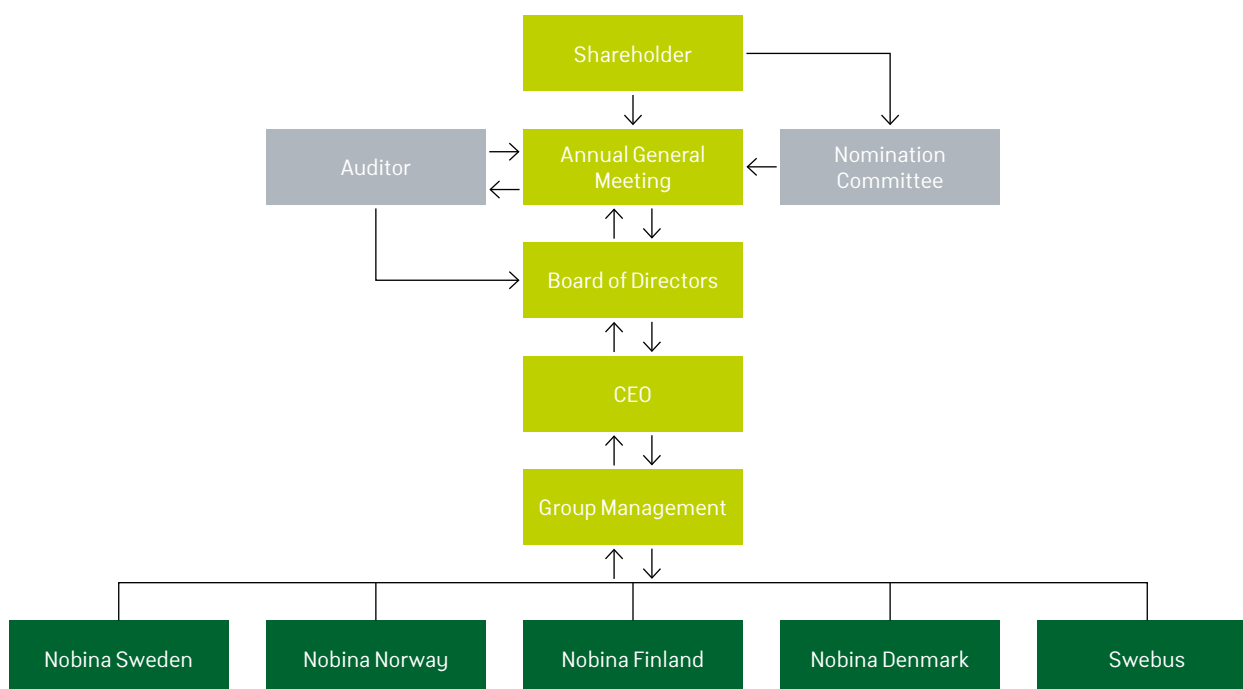 Shareholder
Auditor
Annual General
Meeting
Nomination
Committee
Board of Directors
CEO
Group Management
Nobina Sweden
Nobina Norway
Nobina Finland
Nobina Denmark
Swebus